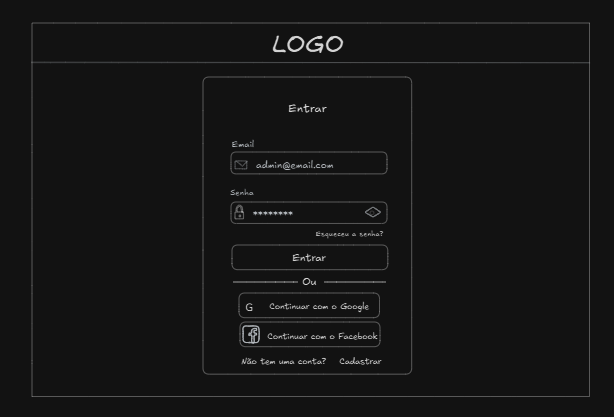 LOGO
Entrar
Email
admin@email.com
Senha
********
Esqueceu a senha?
Entrar
Ou
G Continuar com o Google
f Continuar com o Facebook
Não tem uma conta? Cadastrar